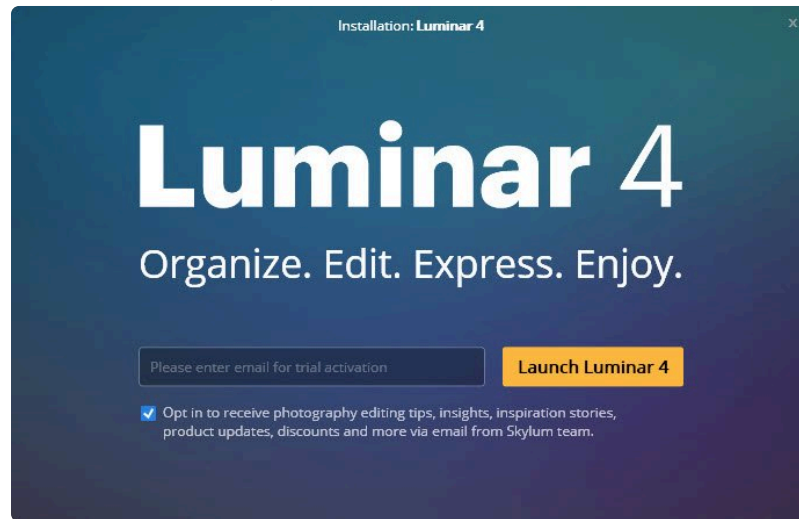 Installation: Luminar 4
x
Luminar 4
Organize. Edit. Express. Enjoy.
Please enter email for trial activation
Launch Luminar 4
Opt in to receive photography editing tips, insights, inspiration stories,
product updates, discounts and more via email from Skylum team.